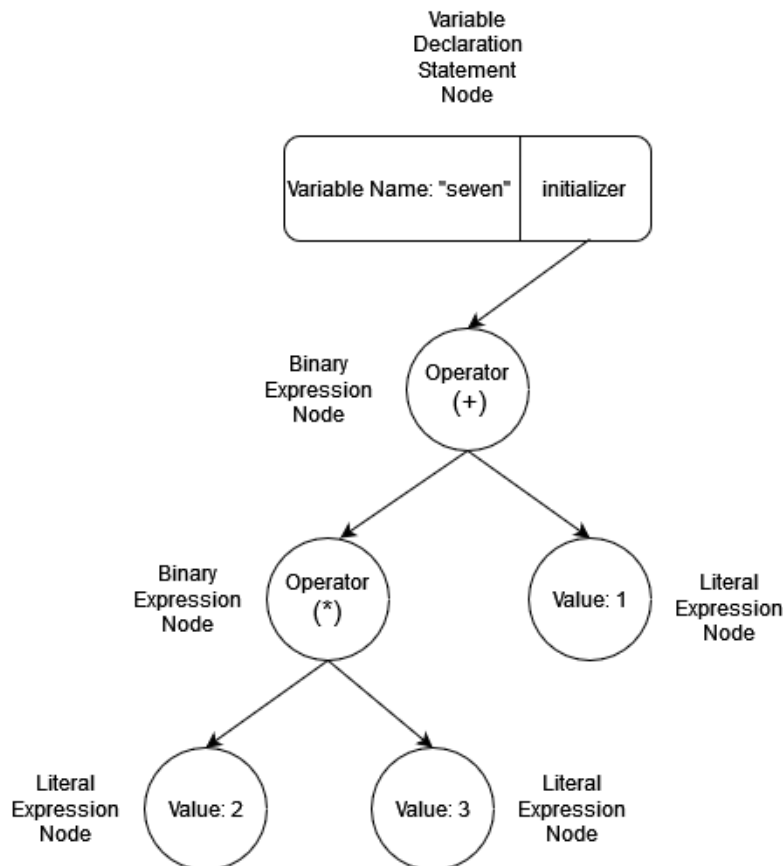 Variable
Declaration
Statement
Node
Variable Name: "seven"
initializer
Binary
Expression
Node
Operator
(+)
Binary
Expression
Node
Operator
(*)
Value: 1
Literal
Expression
Node
Literal
Expression
Node
Value: 2
Value: 3
Literal
Expression
Node